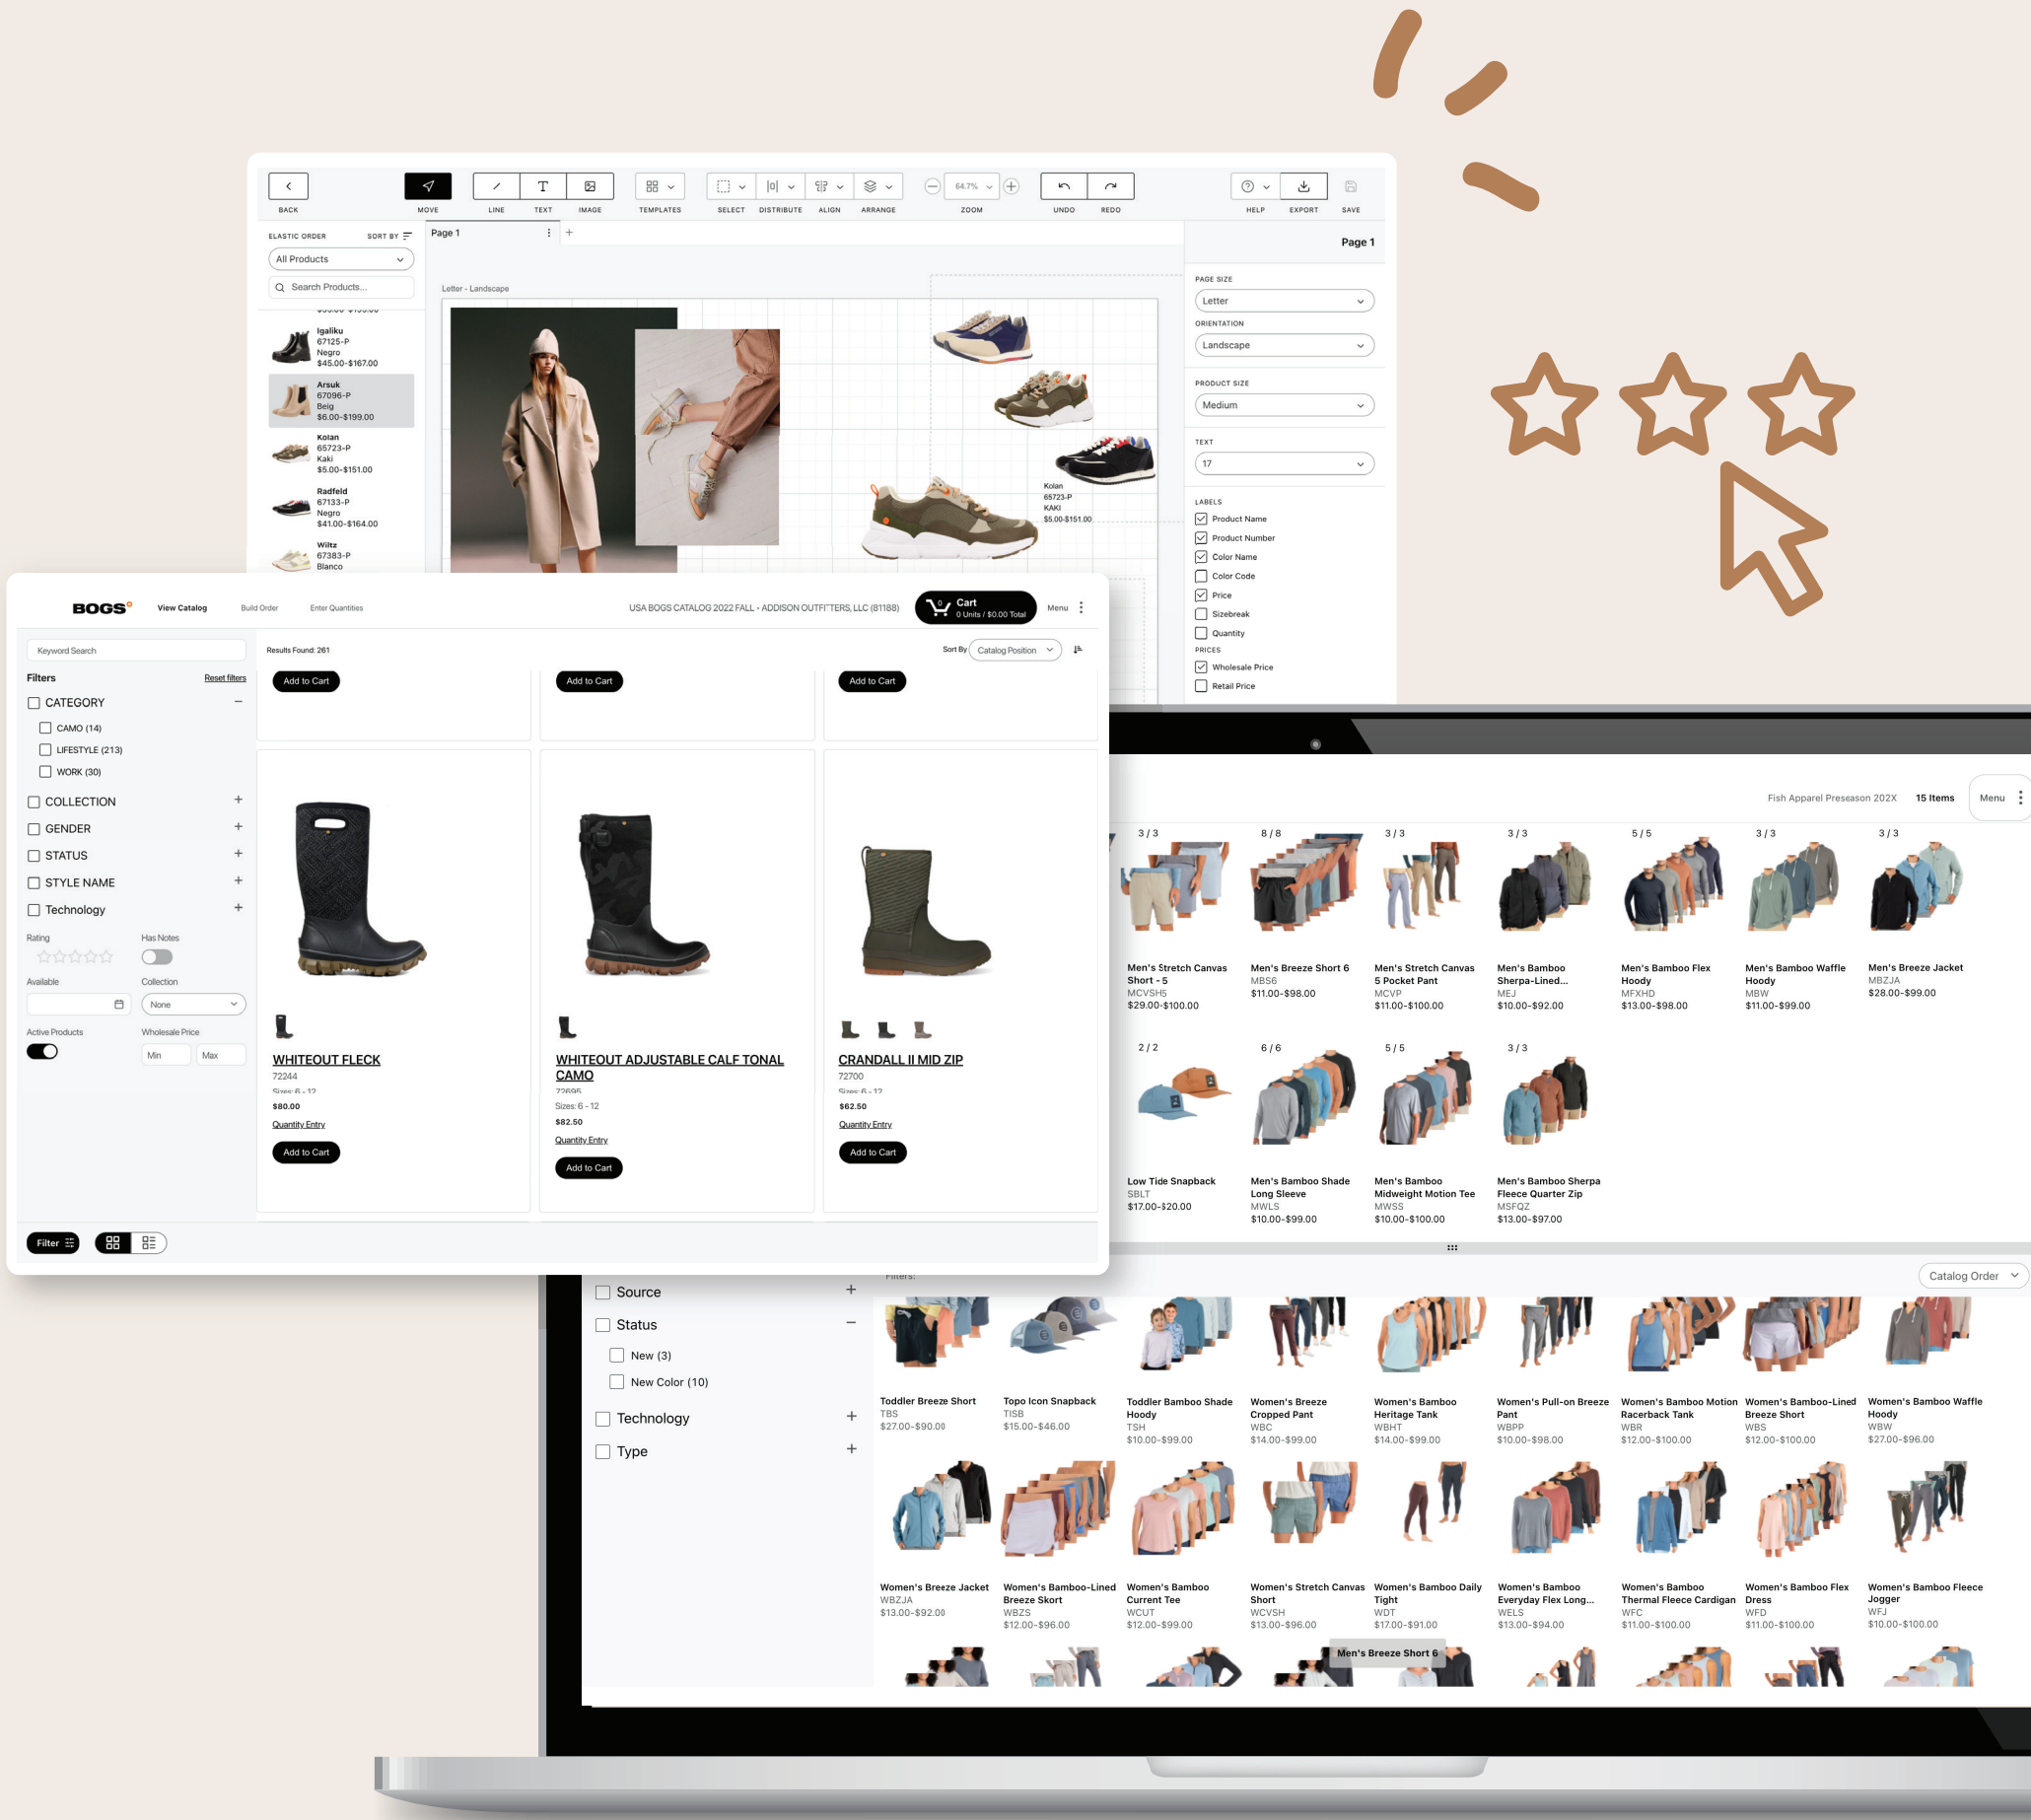 BACK
MOVE
LINE
TEXT
IMAGE
TEMPLATES
SELECT
DISTRIBUTE
ALIGN
ARRANGE
64.7%
ZOOM
UNDO
REDO
HELP
EXPORT
SAVE
ELASTIC ORDER
SORT BY
All Products
Search Products...
Igaliku
67125-P
Negro
$45.00-$167.00
Arsuk
67096-P
Beig
$6.00-$199.00
Kolan
65723-P
Kaki
$5.00-$151.00
Radfeld
67133-P
Negro
$41.00-$164.00
Wiltz
67383-P
Blanco
Page 1
Letter - Landscape
Kolan
65723-P
KAKI
$5.00-$151.00
Page 1
PAGE SIZE
Letter
ORIENTATION
Landscape
PRODUCT SIZE
Medium
TEXT
17
LABELS
Product Name
Product Number
Color Name
Color Code
Price
Sizebreak
Quantity
PRICES
Wholesale Price
Retail Price
BOGS
View Catalog
Build Order
Enter Quantities
USA BOGS CATALOG 2022 FALL • ADDISON OUTFITTERS, LLC (81188)
0
Cart
0 Units / $0.00 Total
Menu
Keyword Search
Filters
Reset filters
CATEGORY
CAMO (14)
LIFESTYLE (213)
WORK (30)
COLLECTION
GENDER
STATUS
STYLE NAME
Technology
Rating
Has Notes
Available
Collection
None
Active Products
Wholesale Price
Min
Max
Results Found: 261
Sort By
Catalog Position
Add to Cart
Add to Cart
Add to Cart
WHITEOUT FLECK
72244
Sizes: 6 - 12
$80.00
Quantity Entry
Add to Cart
WHITEOUT ADJUSTABLE CALF TONAL
CAMO
72695
Sizes: 6 - 12
$82.50
Quantity Entry
Add to Cart
CRANDALL II MID ZIP
72700
Sizes: 6 - 12
$62.50
Quantity Entry
Add to Cart
Filter
Fish Apparel Preseason 202X
15 Items
Menu
3 / 3
Men's Stretch Canvas
Short - 5
MCVSH5
$29.00-$100.00
8 / 8
Men's Breeze Short 6
MBS6
$11.00-$98.00
3 / 3
Men's Stretch Canvas
5 Pocket Pant
MCVP
$11.00-$100.00
3 / 3
Men's Bamboo
Sherpa-Lined...
MEJ
$10.00-$92.00
5 / 5
Men's Bamboo Flex
Hoody
MFXHD
$13.00-$98.00
3 / 3
Men's Bamboo Waffle
Hoody
MBW
$11.00-$99.00
3 / 3
Men's Breeze Jacket
MBZJA
$28.00-$99.00
2 / 2
Low Tide Snapback
SBLT
$17.00-$20.00
6 / 6
Men's Bamboo Shade
Long Sleeve
MWLS
$10.00-$99.00
5 / 5
Men's Bamboo
Midweight Motion Tee
MWSS
$10.00-$100.00
3 / 3
Men's Bamboo Sherpa
Fleece Quarter Zip
MSFQZ
$13.00-$97.00
Filters:
Catalog Order
Source
Status
New (3)
New Color (10)
Technology
Type
Toddler Breeze Short
TBS
$27.00-$90.00
Topo Icon Snapback
TISB
$15.00-$46.00
Toddler Bamboo Shade
Hoody
TSH
$10.00-$99.00
Women's Breeze
Cropped Pant
WBC
$14.00-$99.00
Women's Bamboo
Heritage Tank
WBHT
$14.00-$99.00
Women's Pull-on Breeze
Pant
WBPP
$10.00-$98.00
Women's Bamboo Motion
Racerback Tank
WBR
$12.00-$100.00
Women's Bamboo-Lined
Breeze Short
WBS
$12.00-$100.00
Women's Bamboo Waffle
Hoody
WBW
$27.00-$96.00
Women's Breeze Jacket
WBZJA
$13.00-$92.00
Women's Bamboo-Lined
Breeze Skort
WBZS
$12.00-$96.00
Women's Bamboo
Current Tee
WCUT
$12.00-$99.00
Women's Stretch Canvas
Short
WCVSH
$13.00-$96.00
Women's Bamboo Daily
Tight
WDT
$17.00-$91.00
Women's Bamboo
Everyday Flex Long...
WELS
$13.00-$94.00
Women's Bamboo
Thermal Fleece Cardigan
WFC
$11.00-$100.00
Women's Bamboo Flex
Dress
WFD
$11.00-$100.00
Women's Bamboo Fleece
Jogger
WFJ
$10.00-$100.00
Men's Breeze Short 6